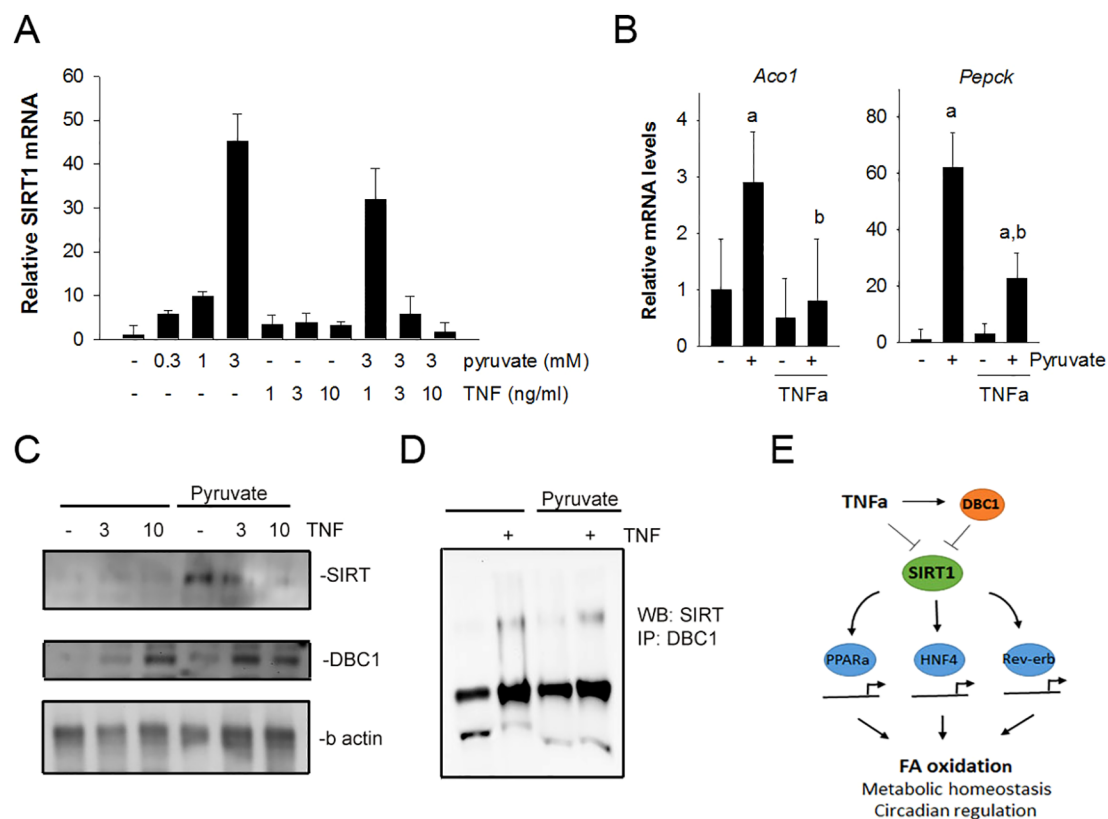 A
Relative SIRT1 mRNA
60
50
40
30
20
10
0
- 0.3 1 3 - - - 3 3 3 pyruvate (mM)
- - - - 1 3 10 1 3 10 TNF (ng/ml)
B
Relative mRNA levels
Aco1
4
3
2
1
0
a
b
- + - +
TNFa
Pepck
80
60
40
20
0
a
a,b
- + - + Pyruvate
TNFa
C
Pyruvate
- 3 10 - 3 10 TNF
-SIRT
-DBC1
-b actin
D
Pyruvate
+ + TNF
WB: SIRT
IP: DBC1
E
TNFa
DBC1
SIRT1
PPARa HNF4 Rev-erb
FA oxidation
Metabolic homeostasis
Circadian regulation